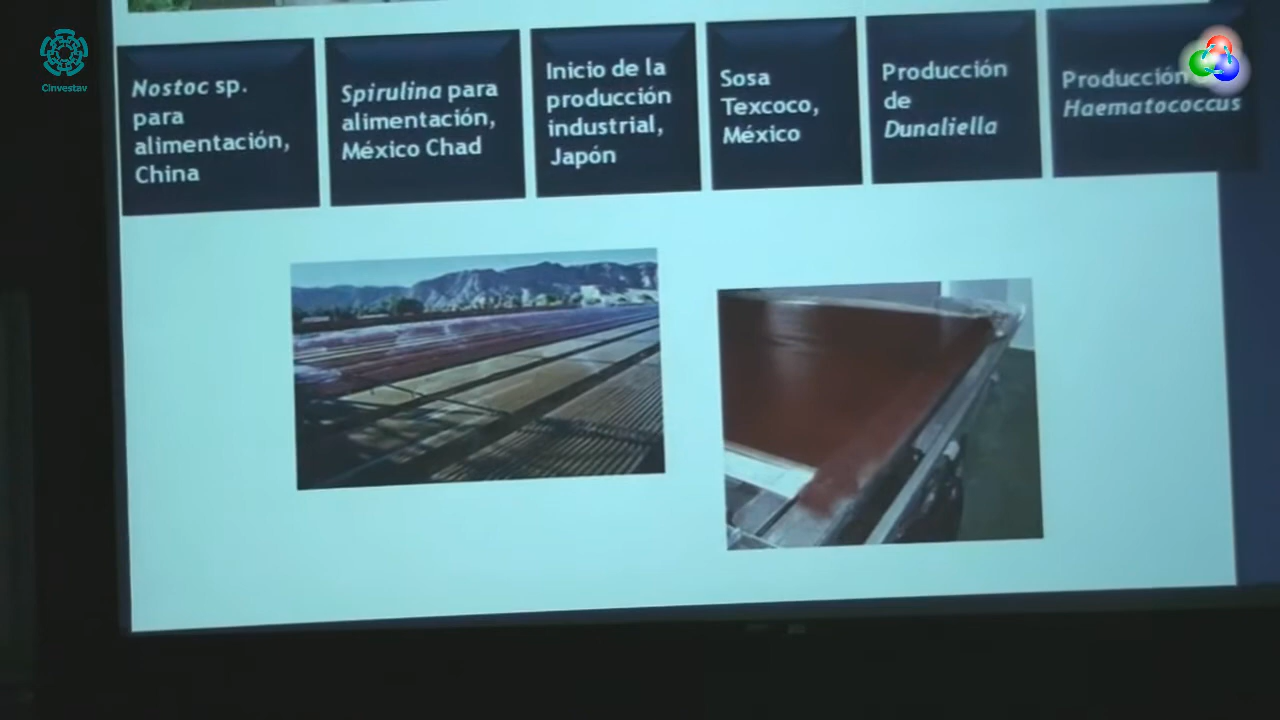 Cinvestav
Nostoc sp.
para
alimentación,
China
Spirulina para
alimentación,
México Chad
Inicio de la
producción
industrial,
Japón
Sosa
Texcoco,
México
Producción
de
Dunaliella
Producción
Haematococcus